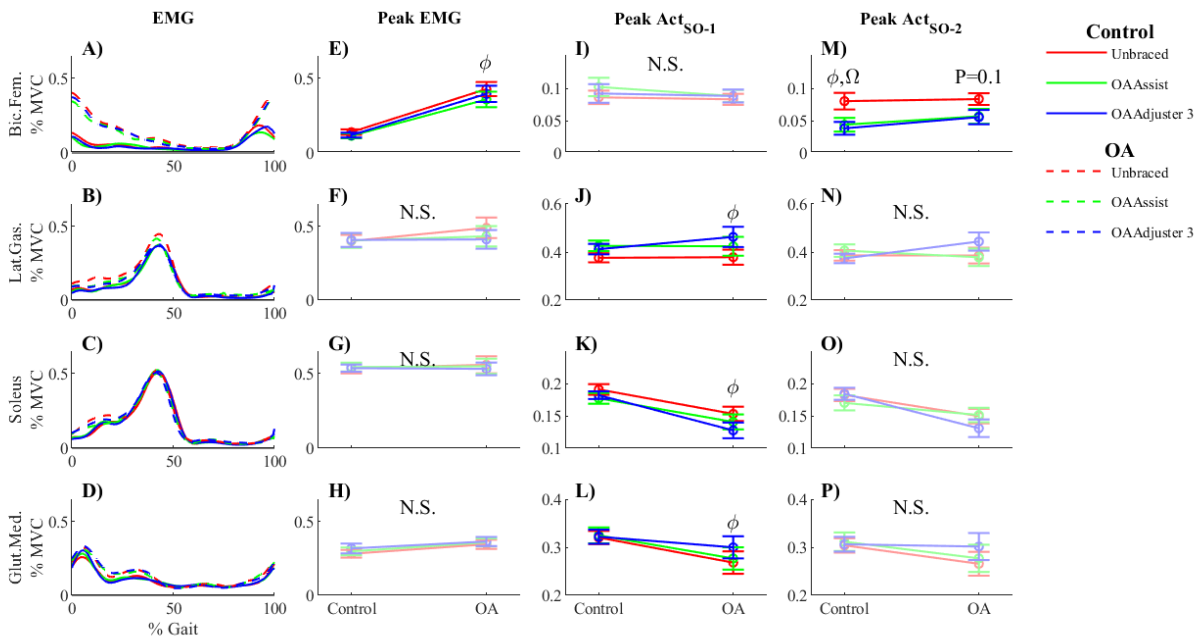 EMG
Peak EMG
Peak Act SO-1
Peak Act SO-2
Control
Unbraced
OAAssist
OAAdjuster 3
OA
Unbraced
OAAssist
OAAdjuster 3
A)
Bic.Fem.
% MVC
0.5
0
0
50
100
E)
0.5
0
ϕ
I)
N.S.
0.1
0.05
0
M)
ϕ,Ω
P=0.1
0.1
0.05
0
B)
Lat.Gas.
% MVC
0.5
0
0
50
100
F)
N.S.
0.5
0
J)
ϕ
0.6
0.4
0.2
N)
N.S.
0.6
0.4
0.2
C)
Soleus
% MVC
0.5
0
0
50
100
G)
N.S.
0.5
0
K)
ϕ
0.2
0.15
0.1
O)
N.S.
0.2
0.15
0.1
D)
Glut.Med.
% MVC
0.5
0
0
50
100
% Gait
H)
N.S.
0.5
0
Control
OA
L)
ϕ
0.4
0.3
0.2
Control
OA
P)
N.S.
0.4
0.3
0.2
Control
OA